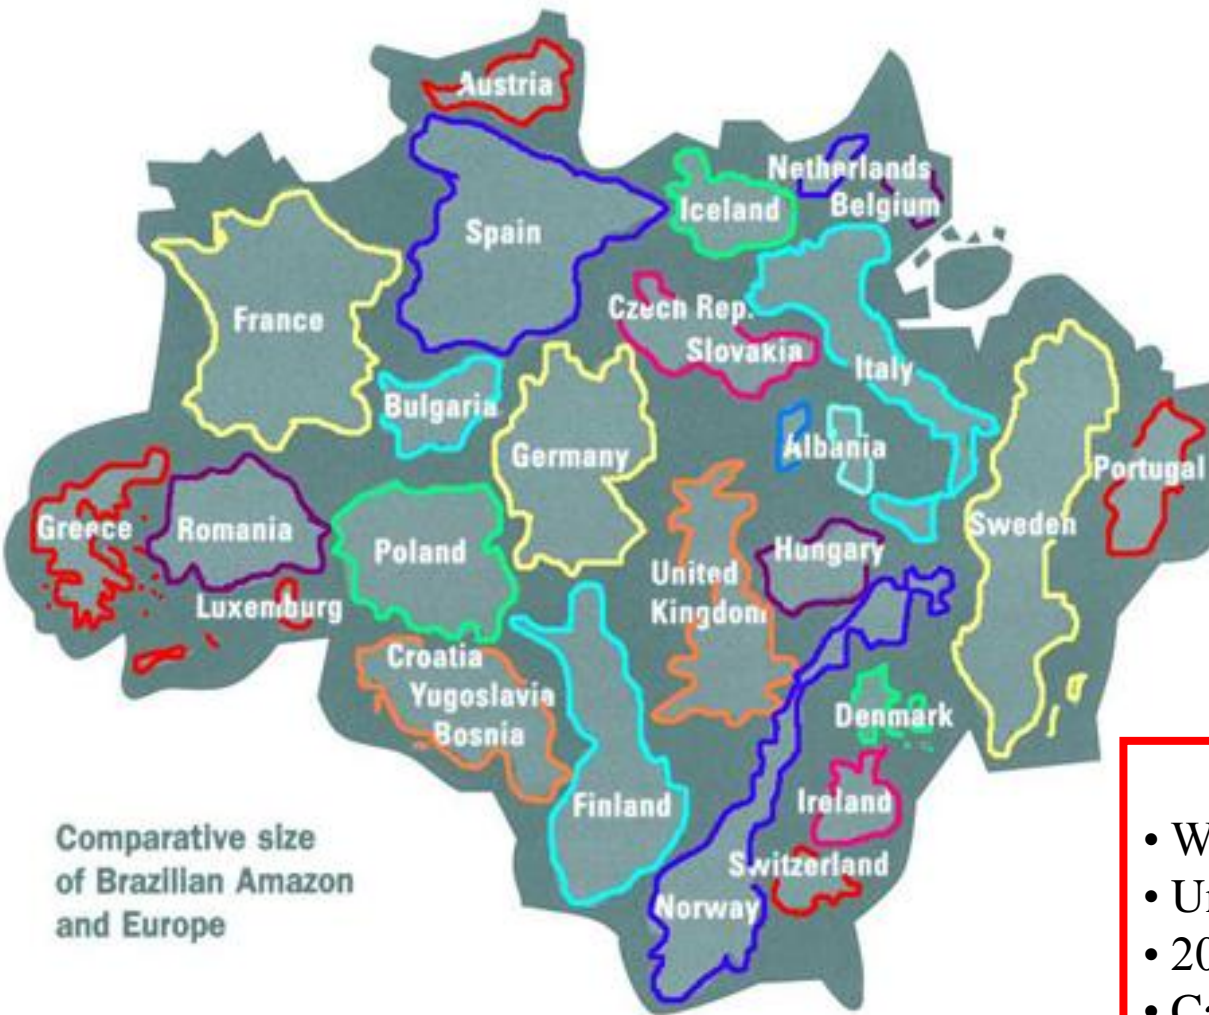 Austria
Netherlands
Belgium
Iceland
Spain
France
Czech Rep.
Slovakia
Italy
Bulgaria
Germany
Albania
Portugal
Greece
Romania
Poland
Sweden
Hungary
United
Kingdom
Luxemburg
Croatia
Yugoslavia
Bosnia
Denmark
Finland
Ireland
Switzerland
Norway
Comparative size
of Brazilian Amazon
and Europe
• W
• 20